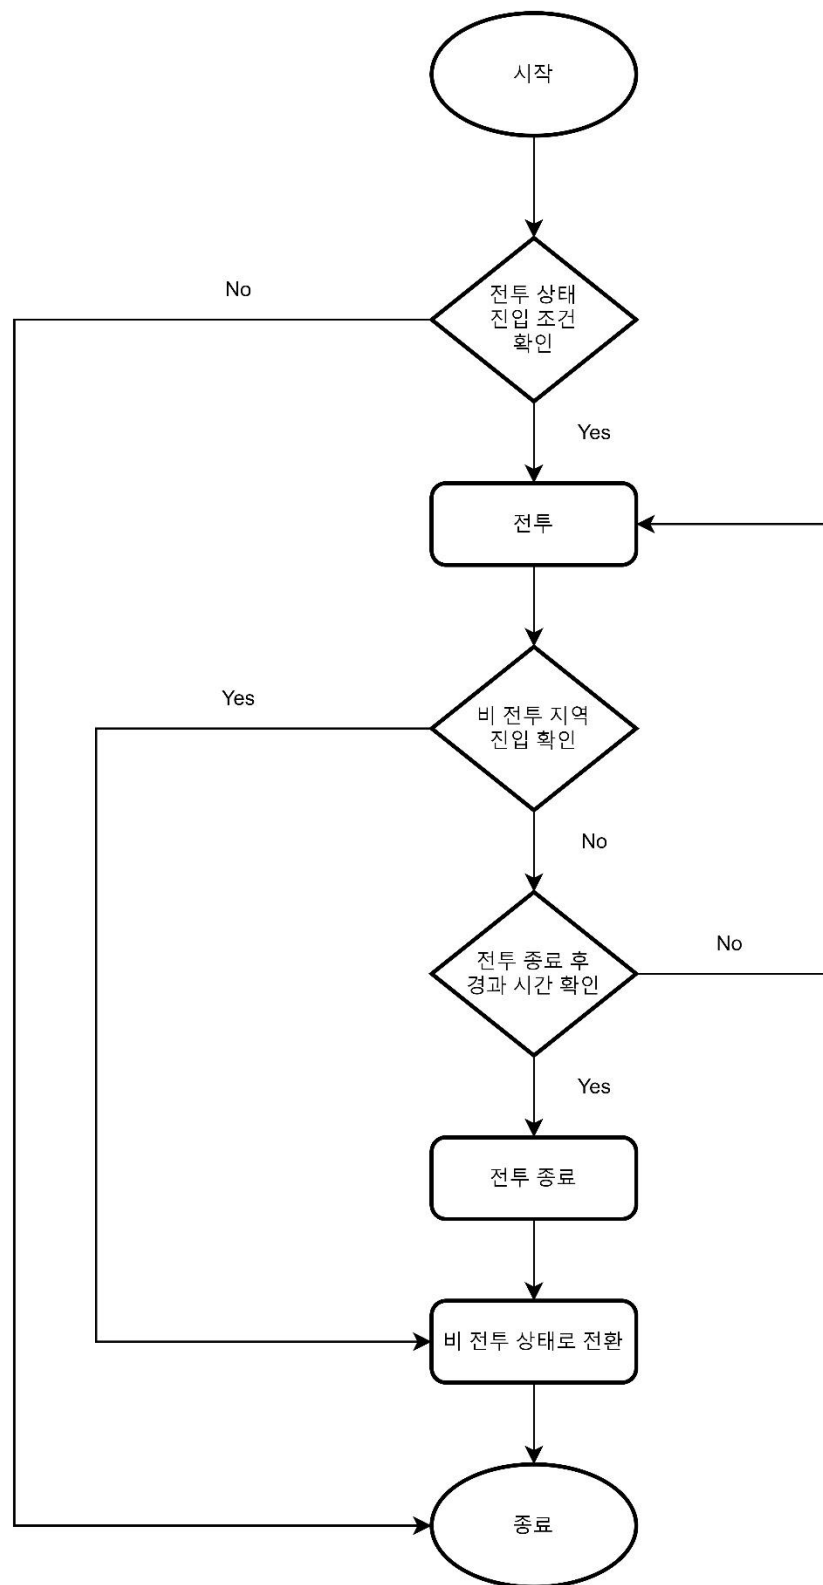 시작
No
전투 상태
진입 조건
확인
Yes
전투
Yes
비 전투 지역
진입 확인
No
전투 종료 후
경과 시간 확인
No
Yes
전투 종료
비 전투 상태로 전환
종료